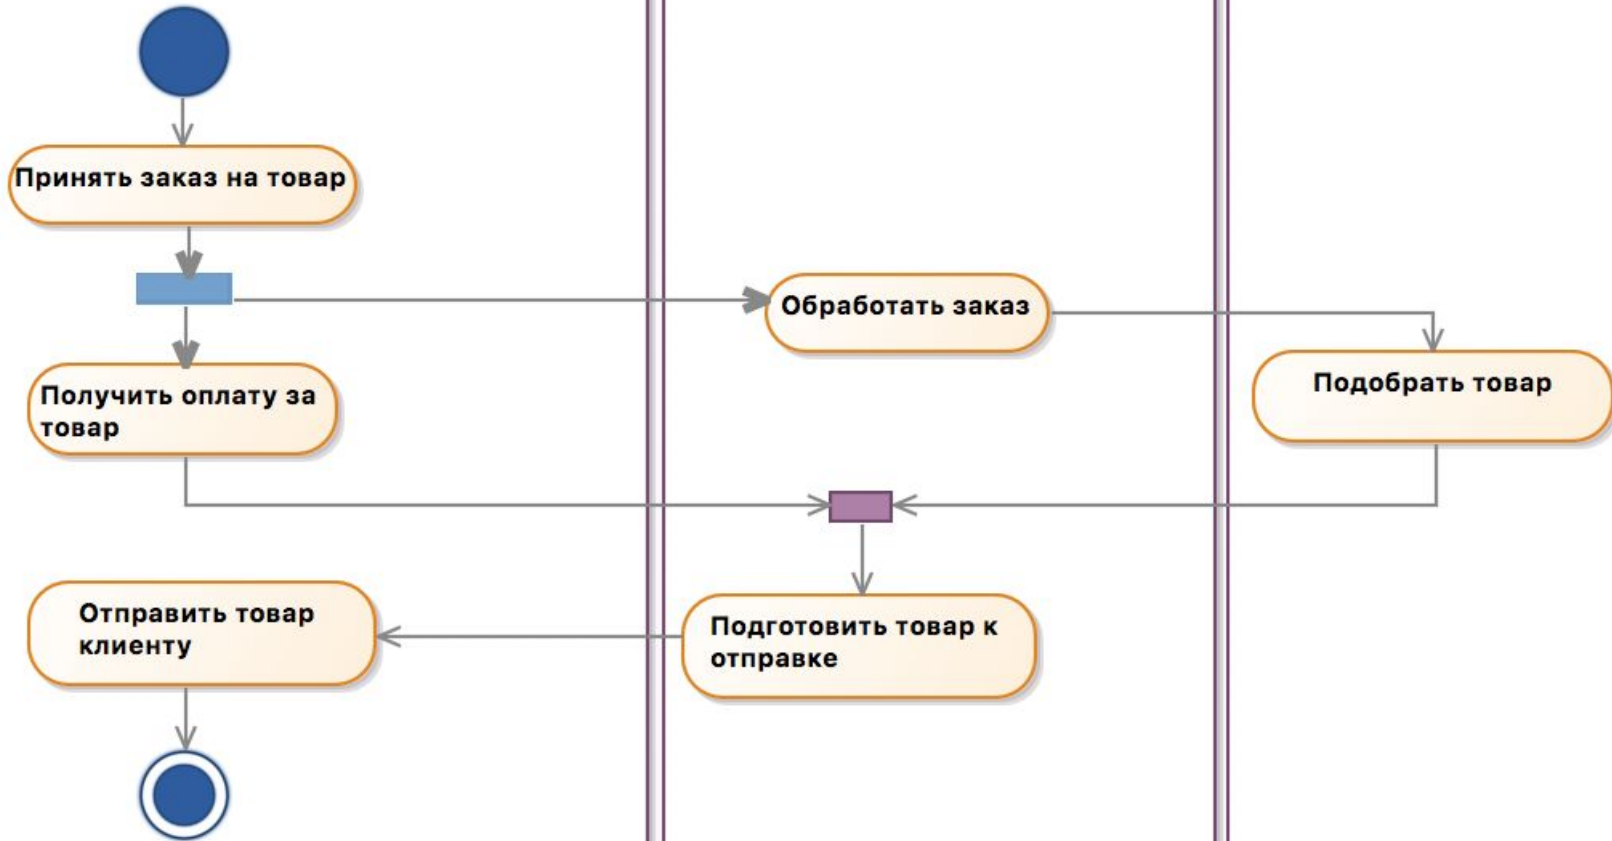 Принять заказ на товар
Обработать заказ
Подобрать товар
Получить оплату за
товар
Отправить товар
клиенту
Подготовить товар к
отправке